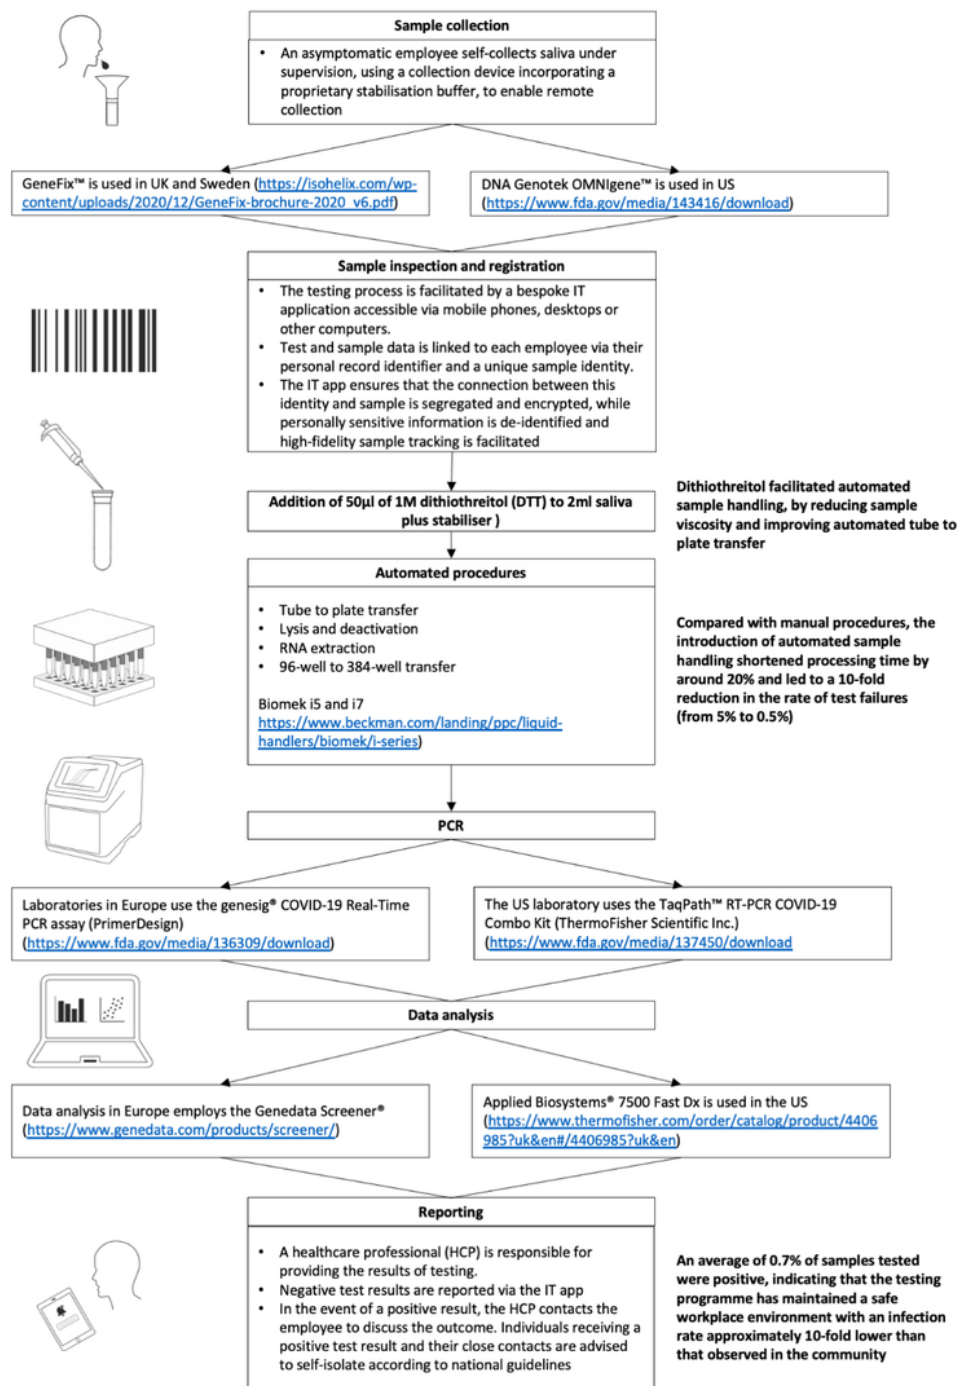 Sample collection
• An asymptomatic employee self-collects saliva under
supervision, using a collection device incorporating a
proprietary stabilisation buffer, to enable remote
collection
GeneFix™ is used in UK and Sweden (https://isohelix.com/wp-
content/uploads/2020/12/GeneFix-brochure-2020_v6.pdf)
DNA Genotek OMNIgene™ is used in US
(https://www.fda.gov/media/143416/download)
Sample inspection and registration
• The testing process is facilitated by a bespoke IT
application accessible via mobile phones, desktops or
other computers.
• Test and sample data is linked to each employee via their
personal record identifier and a unique sample identity.
• The IT app ensures that the connection between this
identity and sample is segregated and encrypted, while
personally sensitive information is de-identified and
high-fidelity sample tracking is facilitated
Addition of 50µl of 1M dithiothreitol (DTT) to 2ml saliva
plus stabiliser )
Dithiothreitol facilitated automated
sample handling, by reducing sample
viscosity and improving automated tube to
plate transfer
Automated procedures
• Tube to plate transfer
• Lysis and deactivation
• RNA extraction
• 96-well to 384-well transfer
Biomek i5 and i7
https://www.beckman.com/landing/ppc/liquid-
handlers/biomek/i-series)
Compared with manual procedures, the
introduction of automated sample
handling shortened processing time by
around 20% and led to a 10-fold
reduction in the rate of test failures
(from 5% to 0.5%)
PCR
Laboratories in Europe use the genesig® COVID-19 Real-Time
PCR assay (PrimerDesign)
(https://www.fda.gov/media/136309/download)
The US laboratory uses the TaqPath™ RT-PCR COVID-19
Combo Kit (ThermoFisher Scientific Inc.)
(https://www.fda.gov/media/137450/download
Data analysis
Data analysis in Europe employs the Genedata Screener®
(https://www.genedata.com/products/screener/)
Applied Biosystems® 7500 Fast Dx is used in the US
(https://www.thermofisher.com/order/catalog/product/4406
985?uk&en#/4406985?uk&en)
Reporting
• A healthcare professional (HCP) is responsible for
providing the results of testing.
• Negative test results are reported via the IT app
• In the event of a positive result, the HCP contacts the
employee to discuss the outcome. Individuals receiving a
positive test result and their close contacts are advised
to self-isolate according to national guidelines
An average of 0.7% of samples tested
were positive, indicating that the testing
programme has maintained a safe
workplace environment with an infection
rate approximately 10-fold lower than
that observed in the community